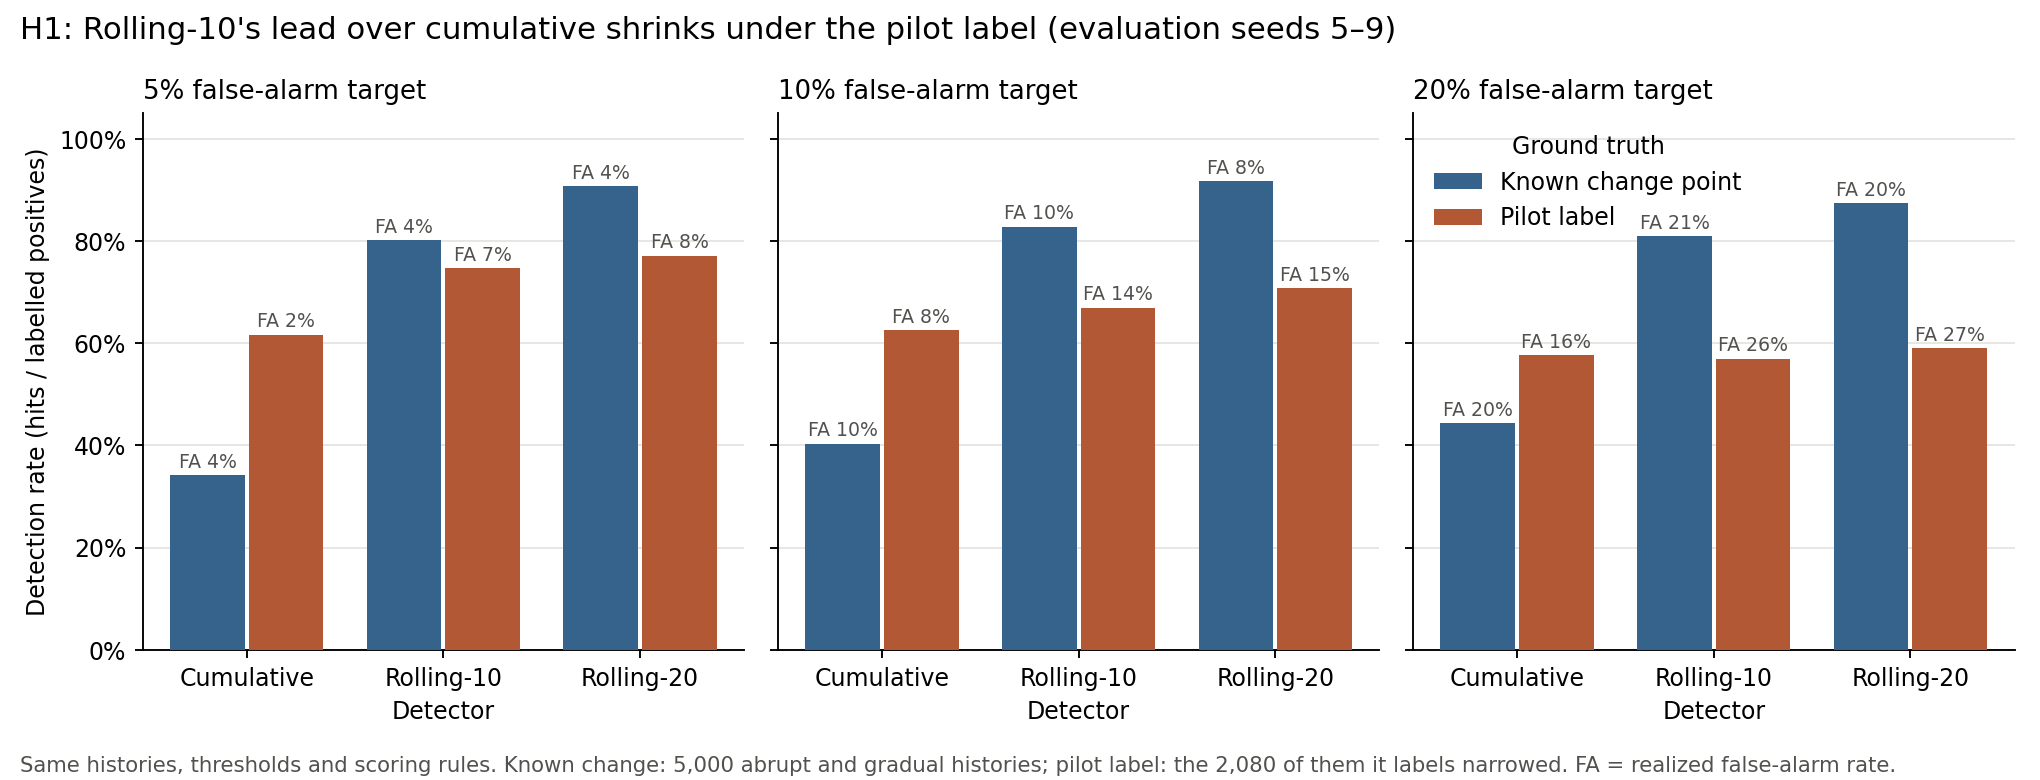 H1: Rolling-10's lead over cumulative shrinks under the pilot label (evaluation seeds 5–9)
5% false-alarm target
10% false-alarm target
20% false-alarm target
Detection rate (hits / labelled positives)
100%
80%
60%
40%
20%
0%
FA 4%
FA 2%
FA 4%
FA 7%
FA 4%
FA 8%
FA 10%
FA 8%
FA 10%
FA 14%
FA 8%
FA 15%
Ground truth
Known change point
Pilot label
FA 20%
FA 16%
FA 21%
FA 26%
FA 20%
FA 27%
Cumulative
Rolling-10
Rolling-20
Detector
Cumulative
Rolling-10
Rolling-20
Detector
Cumulative
Rolling-10
Rolling-20
Detector
Same histories, thresholds and scoring rules. Known change: 5,000 abrupt and gradual histories; pilot label: the 2,080 of them it labels narrowed. FA = realized false-alarm rate.